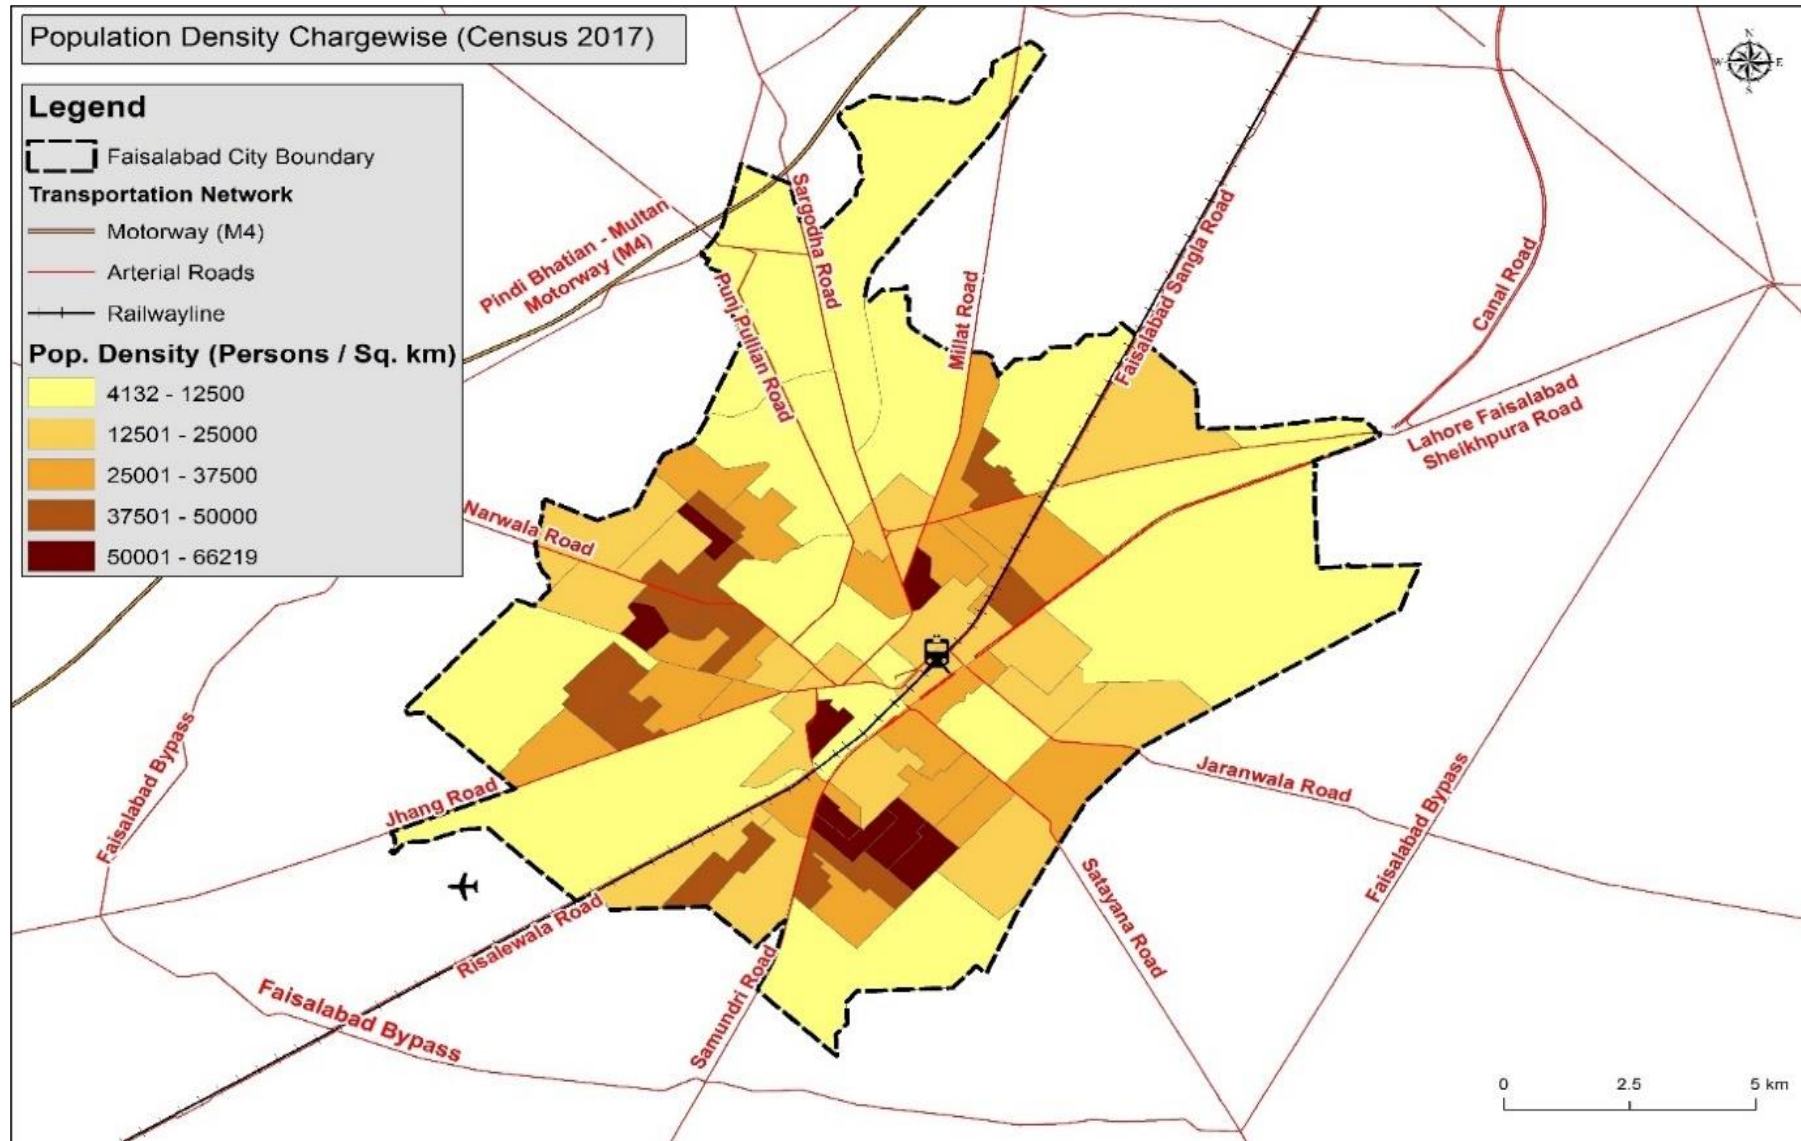 Population Density Chargewise (Census 2017)
Legend
Faisalabad City Boundary
Transportation Network
Motorway (M4)
Arterial Roads
Railwayline
Pop. Density (Persons / Sq. km)
4132 - 12500
12501 - 25000
25001 - 37500
37501 - 50000
50001 - 66219
N
W
E
S
Pindi Bhatian - Multan
Motorway (M4)
Sargodha Road
Punj Pullian Road
Millat Road
Faisalabad Sangla Road
Canal Road
Lahore Faisalabad
Sheikhpura Road
Narwala Road
Jhang Road
Faisalabad Bypass
Risalewala Road
Faisalabad Bypass
Samundri Road
Satayana Road
Jaranwala Road
Faisalabad Bypass
0
2.5
5 km